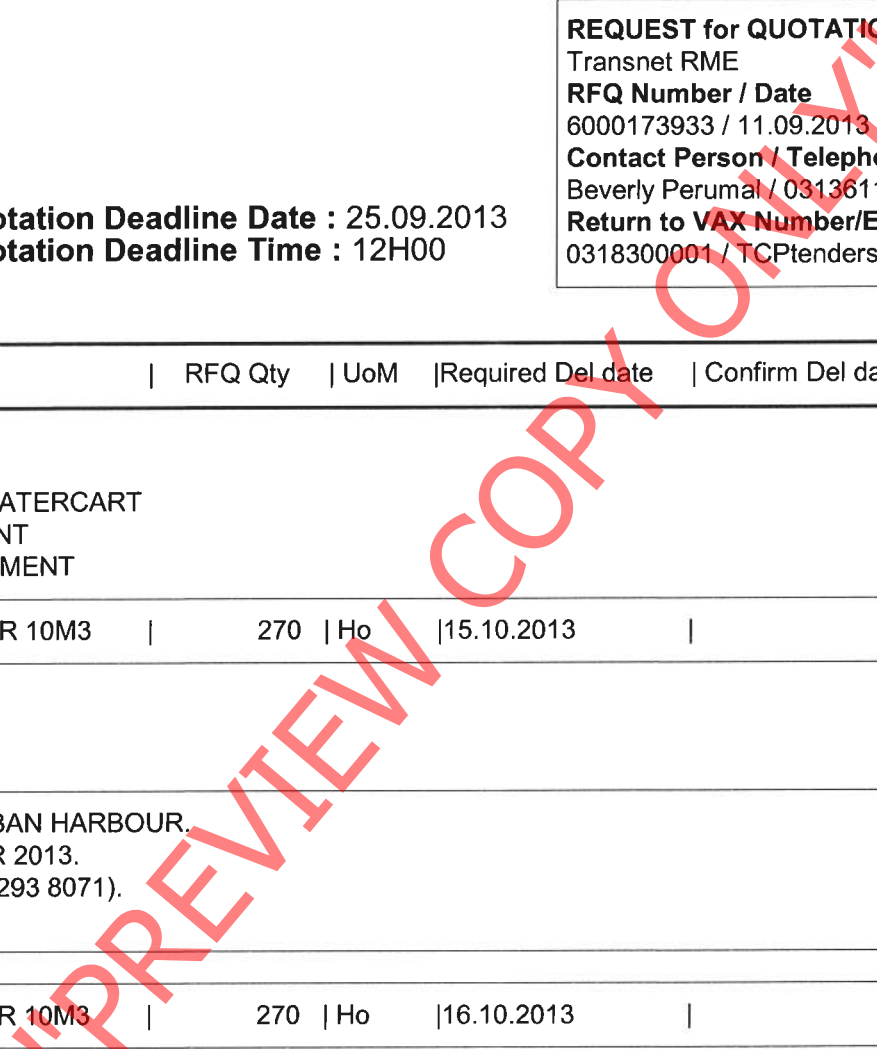 REQUEST for QUOTATIO
Transnet RME
RFQ Number / Date
6000173933 / 11.09.2013
Contact Person / Telepho
Beverly Perumal / 0313611
Return to VAX Number/E
0318300001 / TCPtenders
otation Deadline Date : 25.09.2013
otation Deadline Time : 12H00
| RFQ Qty | UoM |Required Del date | Confirm Del da
ATERCART
NT
MENT
R 10M3 | 270 | Ho |15.10.2013 |
BAN HARBOUR.
R 2013.
293 8071).
R 10M3 | 270 | Ho |16.10.2013 |
"PREVIEW COPY ONLY"